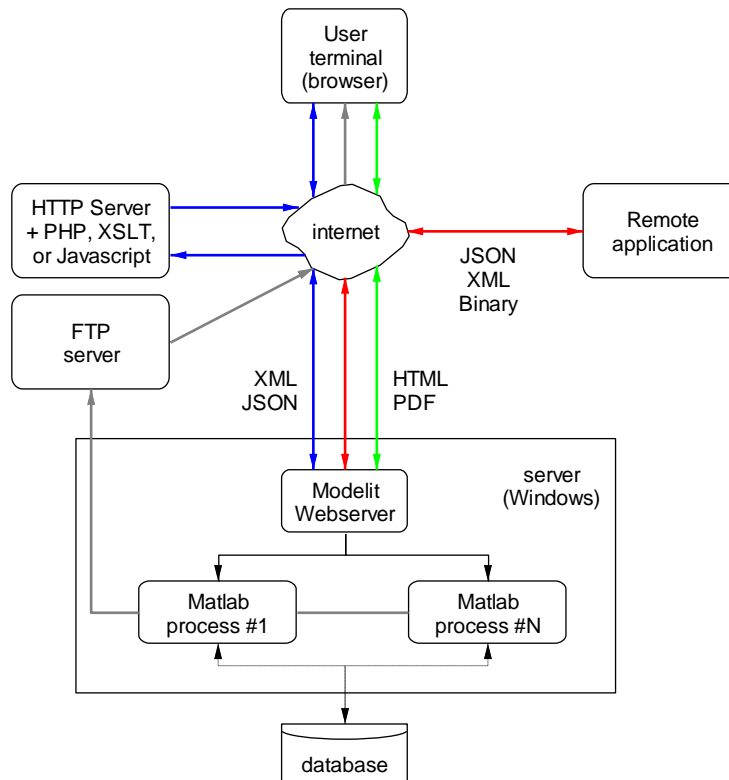 User
terminal
(browser)
HTTP Server
+ PHP, XSLT,
or Javascript
internet
Remote
application
JSON
XML
Binary
FTP
server
XML
JSON
HTML
PDF
server
(Windows)
Modelit
Webserver
Matlab
process #1
Matlab
process #N
database